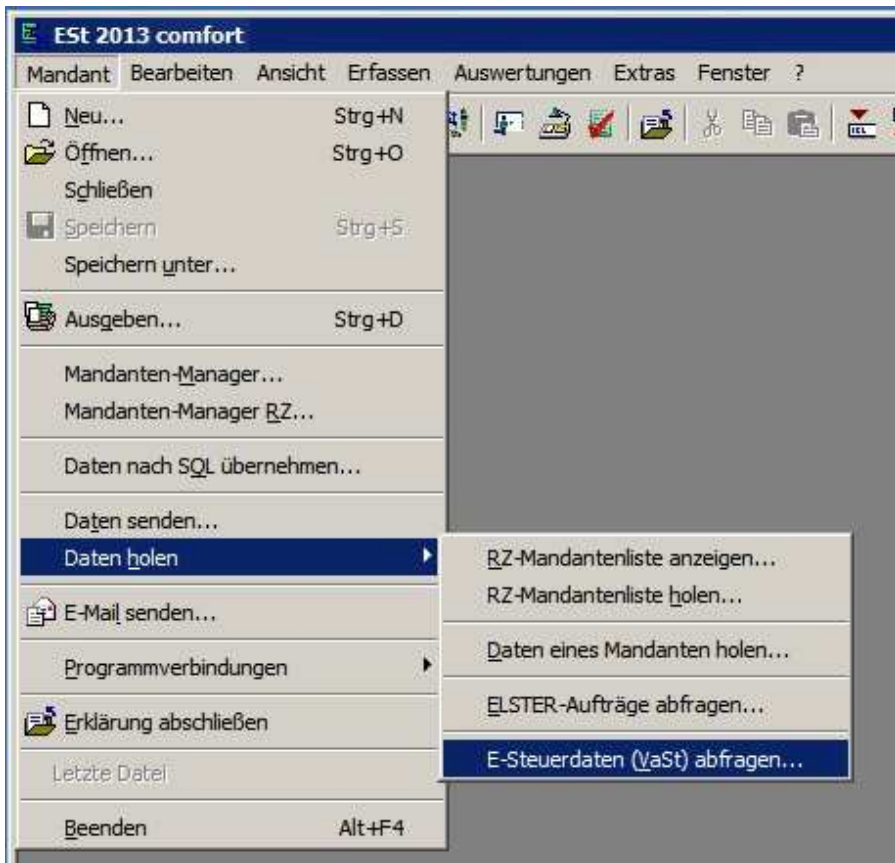 ESt 2013 comfort
Mandant Bearbeiten Ansicht Erfassen Auswertungen Extras Fenster ?
Neu... Strg+N
Öffnen... Strg+O
Schließen
Speichern Strg+S
Speichern unter...
Ausgeben... Strg+D
Mandanten-Manager...
Mandanten-Manager RZ...
Daten nach SQL übernehmen...
Daten senden...
Daten holen
E-Mail senden...
Programmverbindungen
Erklärung abschließen
Letzte Datei
Beenden Alt+F4
RZ-Mandantenliste anzeigen...
RZ-Mandantenliste holen...
Daten eines Mandanten holen...
ELSTER-Aufträge abfragen...
E-Steuerdaten (VaSt) abfragen...